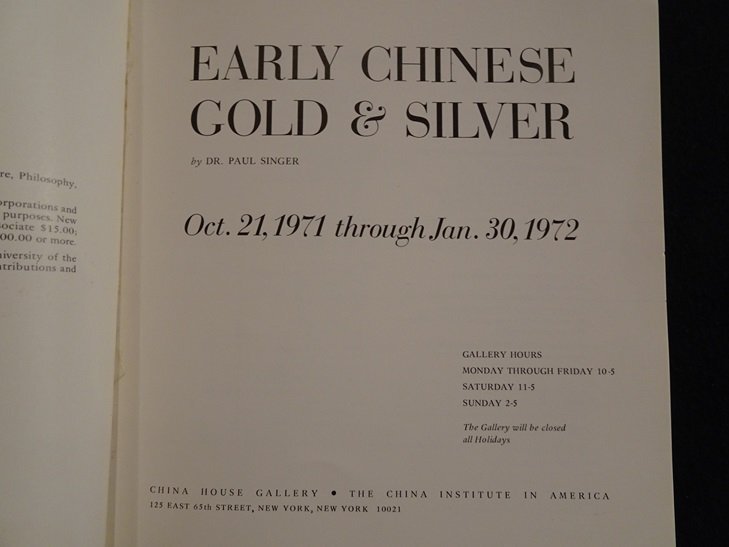 re, Philosophy,
rporations and
purposes. New
sociate $15.00;
00.00 or more.
iversity of the
tributions and
EARLY CHINESE
GOLD & SILVER
by DR. PAUL SINGER
Oct. 21, 1971 through Jan. 30, 1972
GALLERY HOURS
MONDAY THROUGH FRIDAY 10-5
SATURDAY 11-5
SUNDAY 2-5
The Gallery will be closed
all Holidays
CHINA HOUSE GALLERY • THE CHINA INSTITUTE IN AMERICA
125 EAST 65th STREET, NEW YORK, NEW YORK 10021